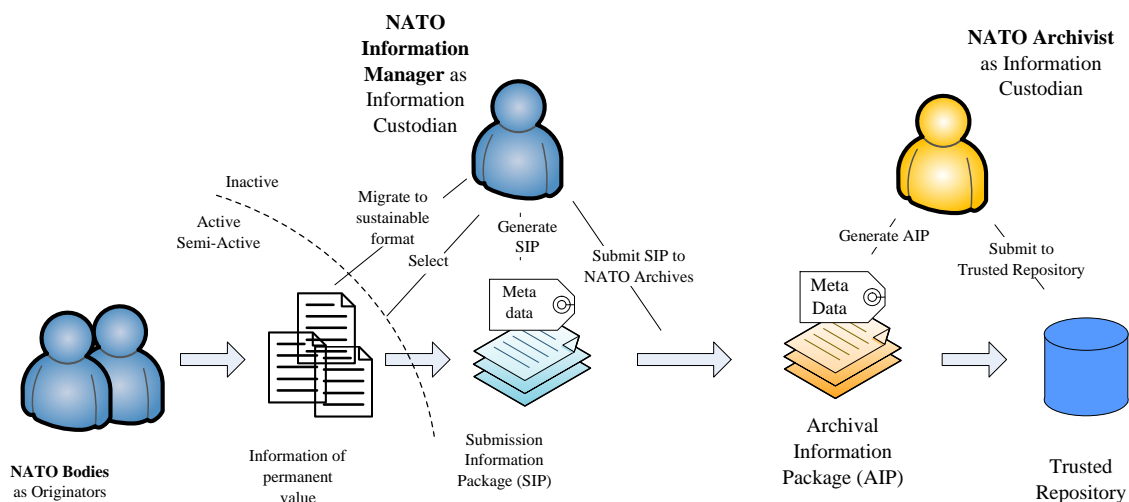 NATO
Information
Manager as
Information
Custodian
NATO Archivist
as Information
Custodian
Inactive
Active
Semi-Active
Migrate to
sustainable
format
Select
Generate
SIP
Submit SIP to
NATO Archives
Generate AIP
Submit to
Trusted Repository
Meta
data
Meta
Data
NATO Bodies
as Originators
Information of
permanent
value
Submission
Information
Package (SIP)
Archival
Information
Package (AIP)
Trusted
Repository